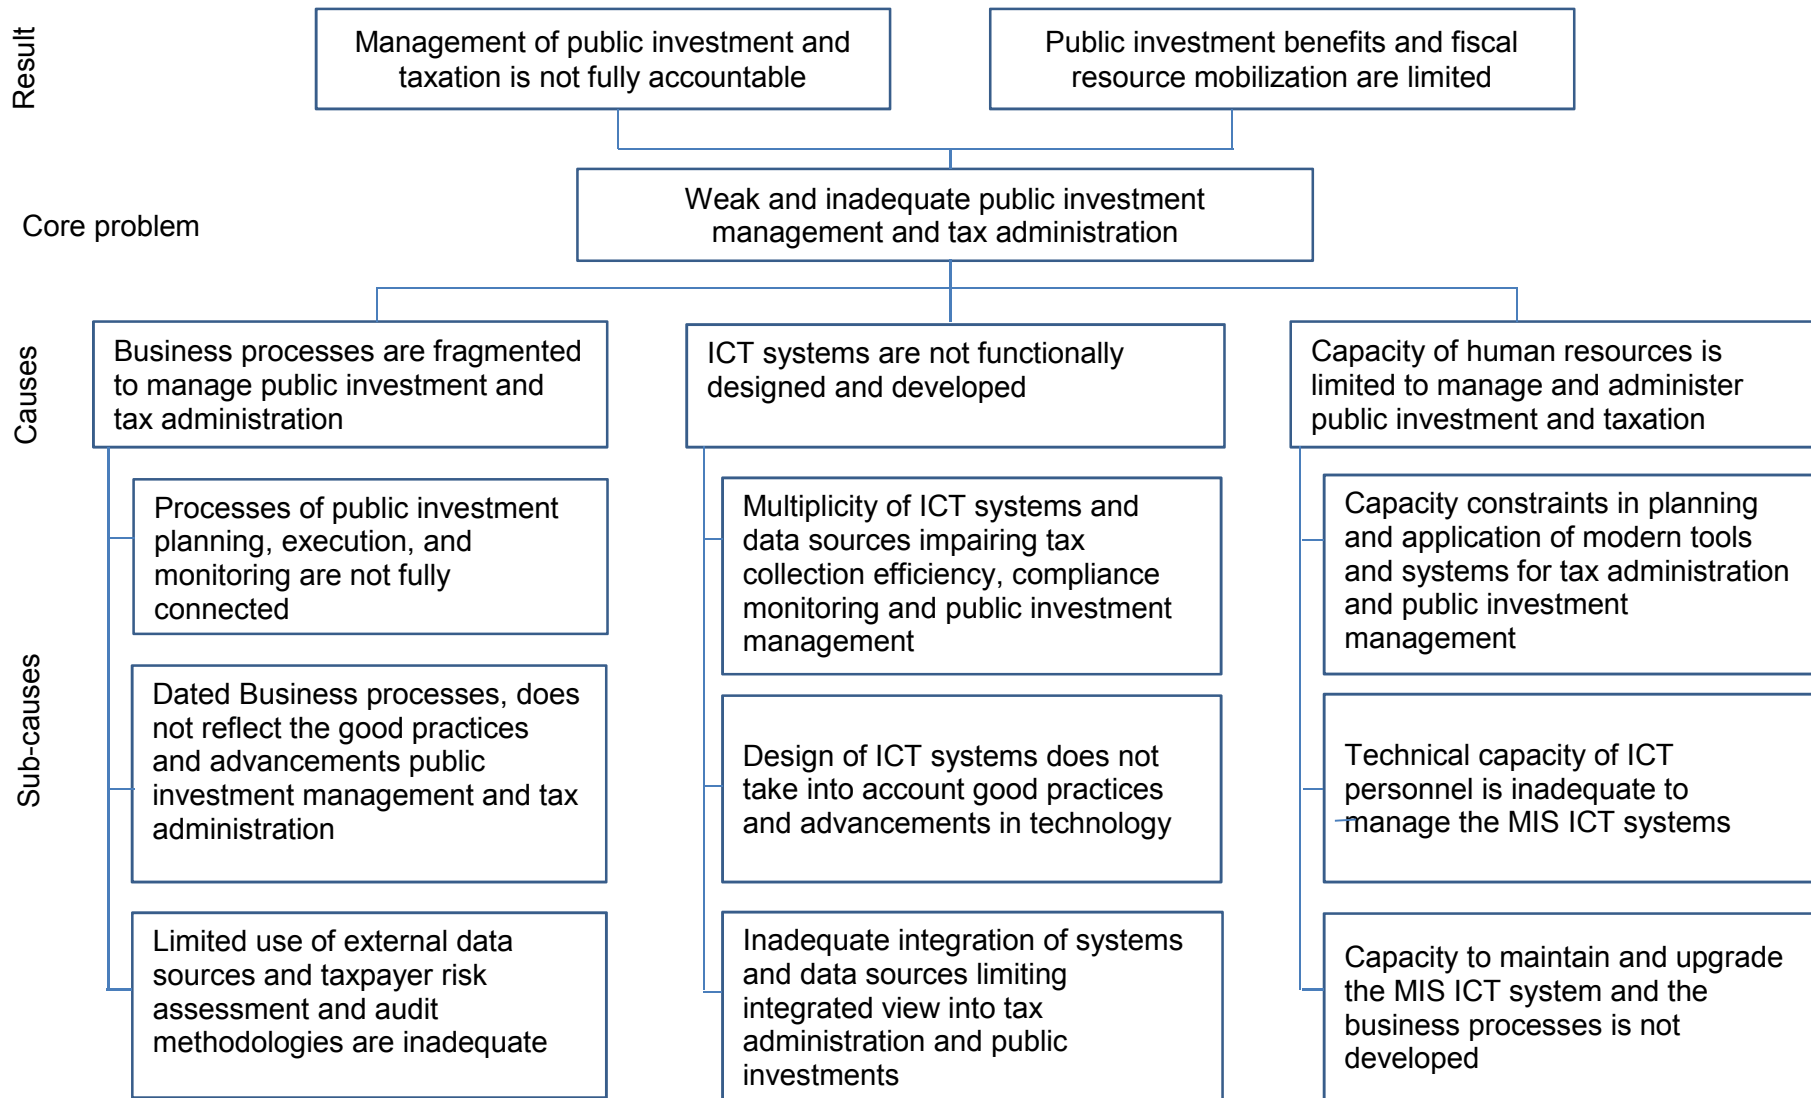 Result
Management of public investment and
taxation is not fully accountable
Public investment benefits and fiscal
resource mobilization are limited
Core problem
Weak and inadequate public investment
management and tax administration
Causes
Business processes are fragmented
to manage public investment and
tax administration
ICT systems are not functionally
designed and developed
Capacity of human resources is
limited to manage and administer
public investment and taxation
Sub-causes
Processes of public investment
planning, execution, and
monitoring are not fully
connected
Multiplicity of ICT systems and
data sources impairing tax
collection efficiency, compliance
monitoring and public investment
management
Capacity constraints in planning
and application of modern tools
and systems for tax administration
and public investment
management
Dated Business processes, does
not reflect the good practices
and advancements public
investment management and tax
administration
Design of ICT systems does not
take into account good practices
and advancements in technology
Technical capacity of ICT
personnel is inadequate to
manage the MIS ICT systems
Limited use of external data
sources and taxpayer risk
assessment and audit
methodologies are inadequate
Inadequate integration of systems
and data sources limiting
integrated view into tax
administration and public
investments
Capacity to maintain and upgrade
the MIS ICT system and the
business processes is not
developed